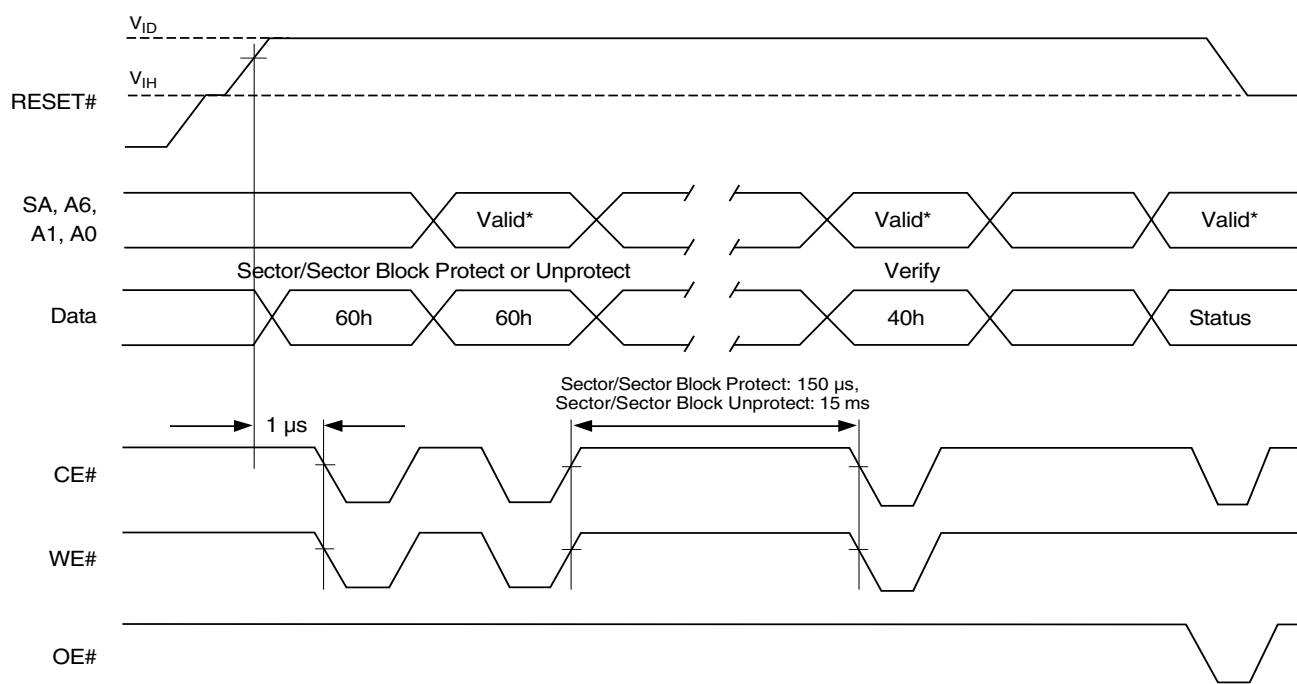 VID
VIH
RESET#
SA, A6,
A1, A0
Valid*
Valid*
Valid*
Sector/Sector Block Protect or Unprotect
Verify
Data
60h
60h
40h
Status
Sector/Sector Block Protect: 150 µs,
Sector/Sector Block Unprotect: 15 ms
1 µs
CE#
WE#
OE#